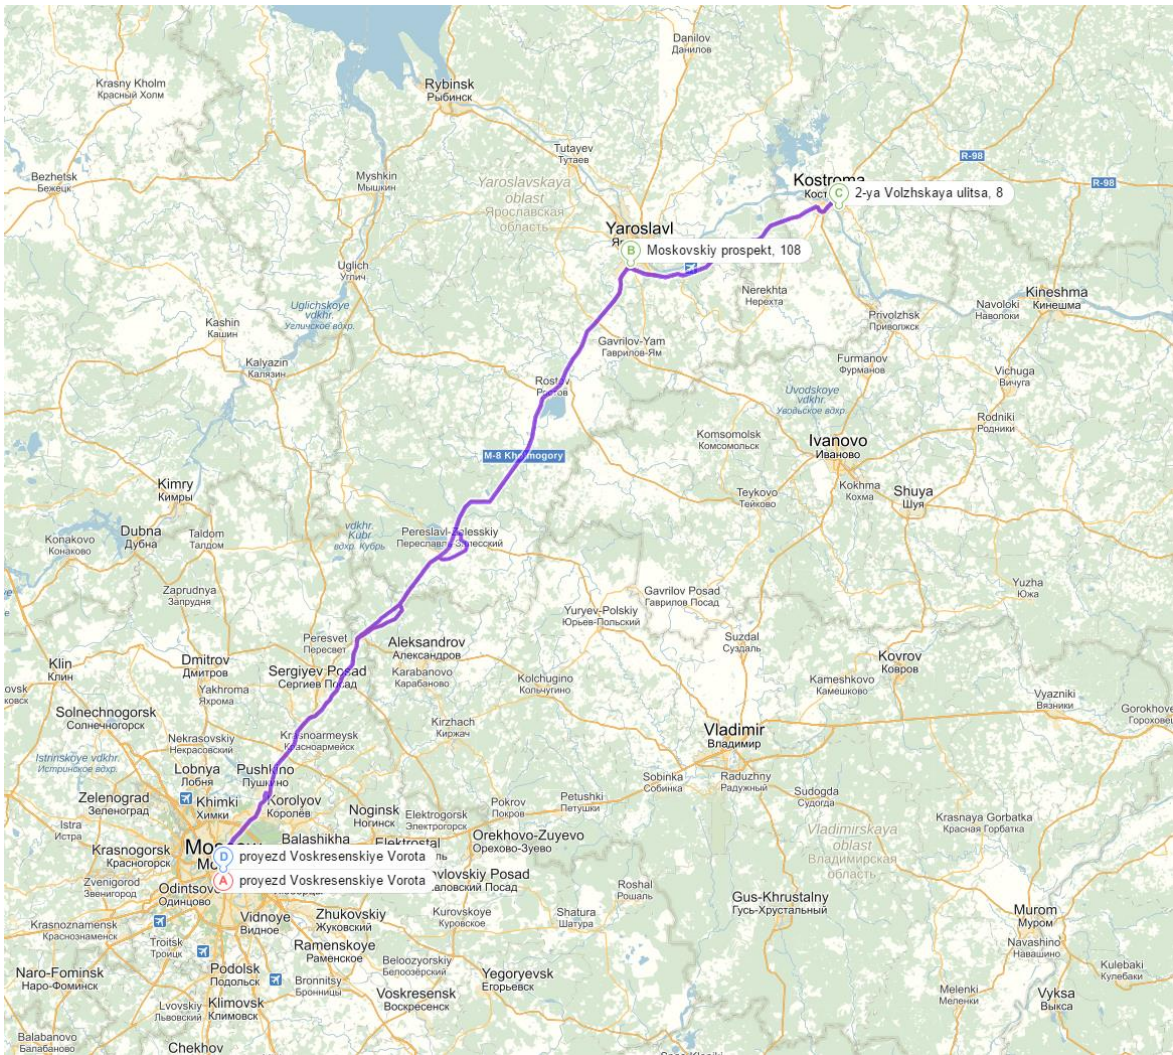 Danilov
Данилов
Krasny Kholm
Красный Холм
Rybinsk
Рыбинск
Tutayev
Тутаев
R-98
R-98
Bezhetsk
Бежецк
Myshkin
Мышкин
Yaroslavskaya
oblast
Ярославская
область
Kostroma
C
2-ya Volzhskaya ulitsa, 8
Yaroslavl
B
Moskovskiy prospekt, 108
Uglich
Углич
Nerekhta
Нерехта
Kineshma
Кинешма
Navoloki
Наволоки
Privolzhsk
Приволжск
Uglichskoye
vdkhr.
Угличское вдхр.
Kashin
Кашин
Gavrilov-Yam
Гаврилов-Ям
Kalyazin
Калязин
Furmanov
Фурманов
Vichuga
Вичуга
Uvodskoye
vdkhr.
Уводьское вдхр.
Rodniki
Родники
Komsomolsk
Комсомольск
Ivanovo
Иваново
M-8 Kholmogory
Kokhma
Кохма
Shuya
Шуя
Teykovo
Тейково
Kimry
Кимры
Dubna
Дубна
Konakovo
Конаково
Taldom
Талдом
vdkhr.
Kubr
вдхр. Кубрь
Pereslavl-Zalesskiy
Переславль-Залесский
Zaprudnya
Запрудня
Gavrilov Posad
Гаврилов Посад
Yuzha
Южа
Yuryev-Polskiy
Юрьев-Польский
Suzdal
Суздаль
Peresvet
Пересвет
Aleksandrov
Александров
Klin
Клин
Dmitrov
Дмитров
Sergiyev Posad
Сергиев Посад
Karabanovo
Карабаново
Kolchugino
Кольчугино
Kovrov
Ковров
Kameshkovo
Камешково
Vyazniki
Вязники
Yakhroma
Яхрома
Solnechnogorsk
Солнечногорск
Kirzhach
Киржач
Vladimir
Владимир
Nekrasovskiy
Некрасовский
Krasnoarmeysk
Красноармейск
Istrinskoye vdkhr.
Истринское вдхр.
Lobnya
Лобня
Pushkino
Пушкино
Sobinka
Собинка
Raduzhny
Радужный
Sudogda
Судогда
Zelenograd
Зеленоград
Khimki
Химки
Korolyov
Королёв
Noginsk
Ногинск
Elektrogorsk
Электрогорск
Pokrov
Покров
Petushki
Петушки
Krasnaya Gorbatka
Красная Горбатка
Istra
Истра
Krasnogorsk
Красногорск
Balashikha
Orekhovo-Zuyevo
Орехово-Зуево
Vladimirskaya
oblast
Владимирская
область
D
proyezd Voskresenskiye Vorota
A
proyezd Voskresenskiye Vorota
Zvenigorod
Звенигород
Odintsovo
Одинцово
Roshal
Рошаль
Gus-Khrustalny
Гусь-Хрустальный
Murom
Муром
Krasnoznamensk
Краснознаменск
Vidnoye
Видное
Zhukovskiy
Жуковский
Kurovskoye
Куровское
Shatura
Шатура
Navashino
Навашино
Troitsk
Троицк
Ramenskoye
Раменское
Beloozyorskiy
Белоозёрский
Kulebaki
Кулебаки
Naro-Fominsk
Наро-Фоминск
Podolsk
Подольск
Bronnitsy
Бронницы
Yegoryevsk
Егорьевск
Melenki
Меленки
Vyksa
Выкса
Lvovskiy
Львовский
Klimovsk
Климовск
Voskresensk
Воскресенск
Balabanovo
Балабаново
Chekhov